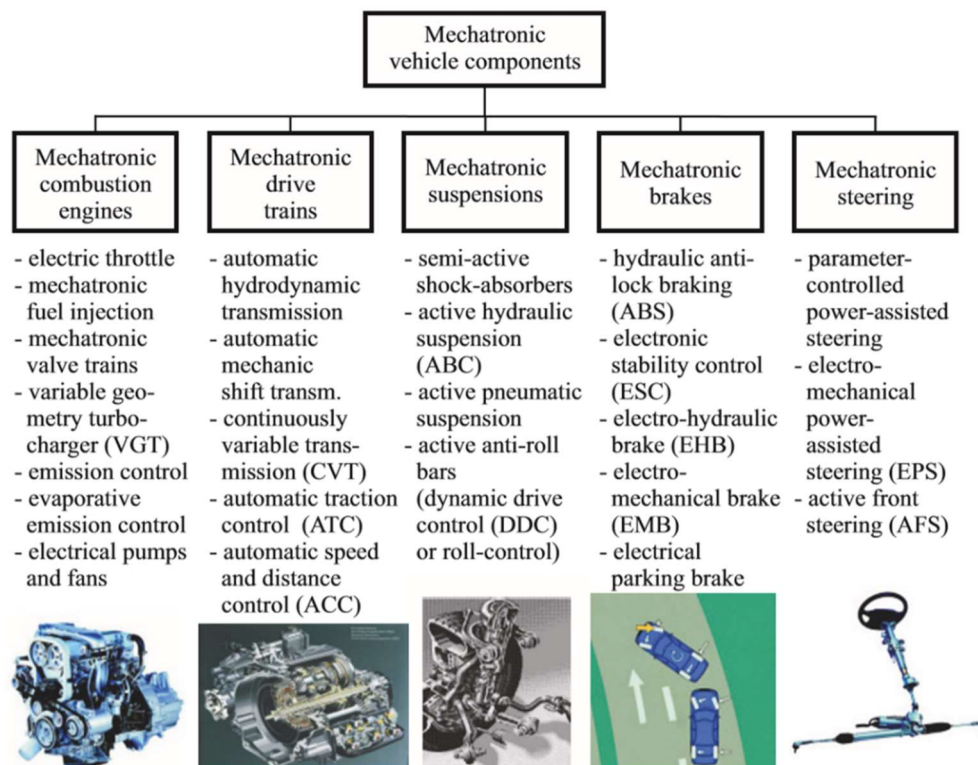 Mechatronic
vehicle components
Mechatronic
combustion
engines
- electric throttle
- mechatronic
fuel injection
- mechatronic
valve trains
- variable geo-
metry turbo-
charger (VGT)
- emission control
- evaporative
emission control
- electrical pumps
and fans
Mechatronic
drive
trains
- automatic
hydrodynamic
transmission
- automatic
mechanic
shift transm.
- continuously
variable trans-
mission (CVT)
- automatic traction
control (ATC)
- automatic speed
and distance
control (ACC)
Mechatronic
suspensions
- semi-active
shock-absorbers
- active hydraulic
suspension
(ABC)
- active pneumatic
suspension
- active anti-roll
bars
(dynamic drive
control (DDC)
or roll-control)
Mechatronic
brakes
- hydraulic anti-
lock braking
(ABS)
- electronic
stability control
(ESC)
- electro-hydraulic
brake (EHB)
- electro-
mechanical brake
(EMB)
- electrical
parking brake
Mechatronic
steering
- parameter-
controlled
power-assisted
steering
- electro-
mechanical
power-
assisted
steering (EPS)
- active front
steering (AFS)